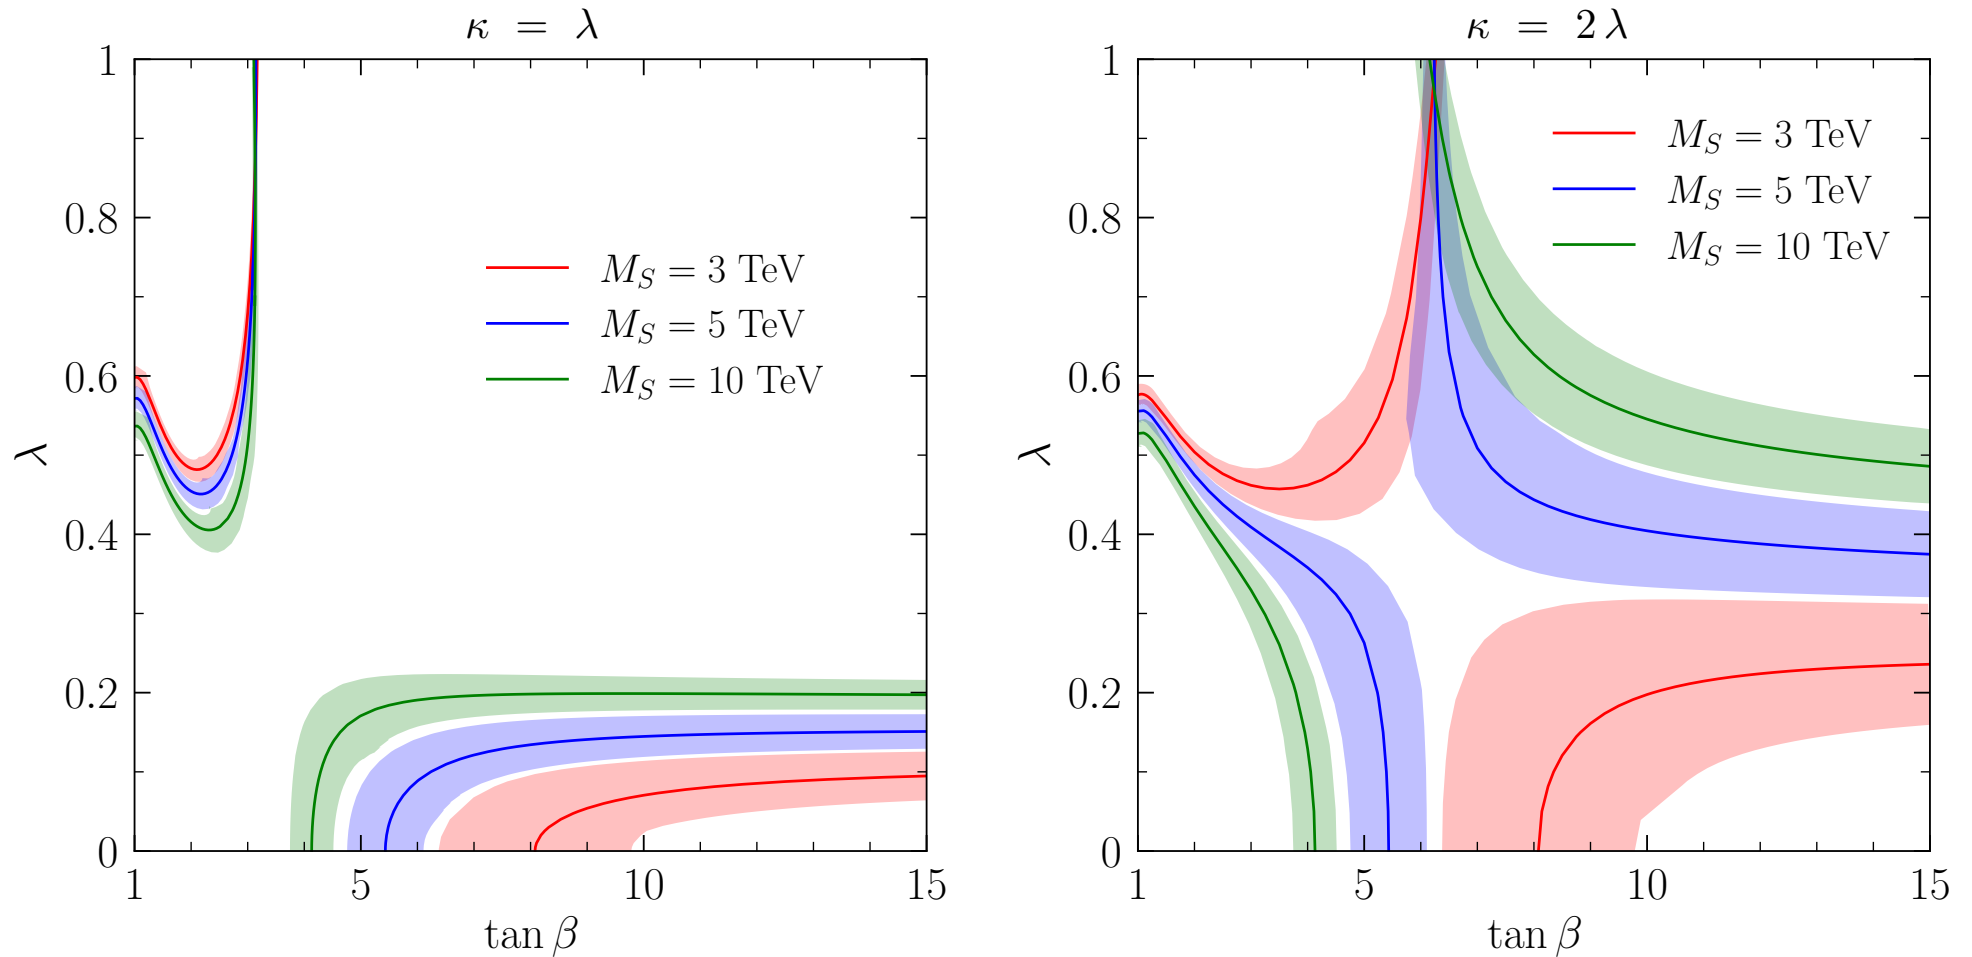 κ = λ
1
0.8
0.6
0.4
0.2
0
λ
M_S = 3 TeV
M_S = 5 TeV
M_S = 10 TeV
1 5 10 15
tan β
κ = 2 λ
1
0.8
0.6
0.4
0.2
0
λ
M_S = 3 TeV
M_S = 5 TeV
M_S = 10 TeV
1 5 10 15
tan β